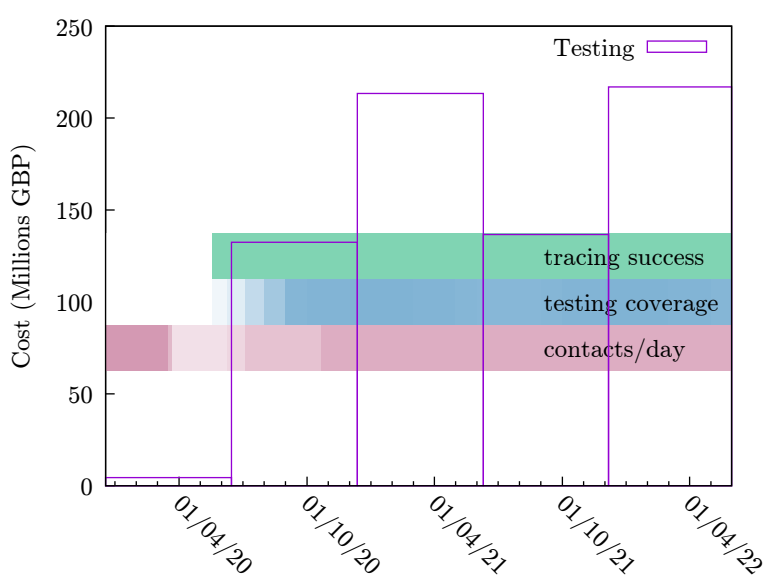 250
200
150
100
50
0
Cost (Millions GBP)
Testing
tracing success
testing coverage
contacts/day
01/04/20
01/10/20
01/04/21
01/10/21
01/04/22